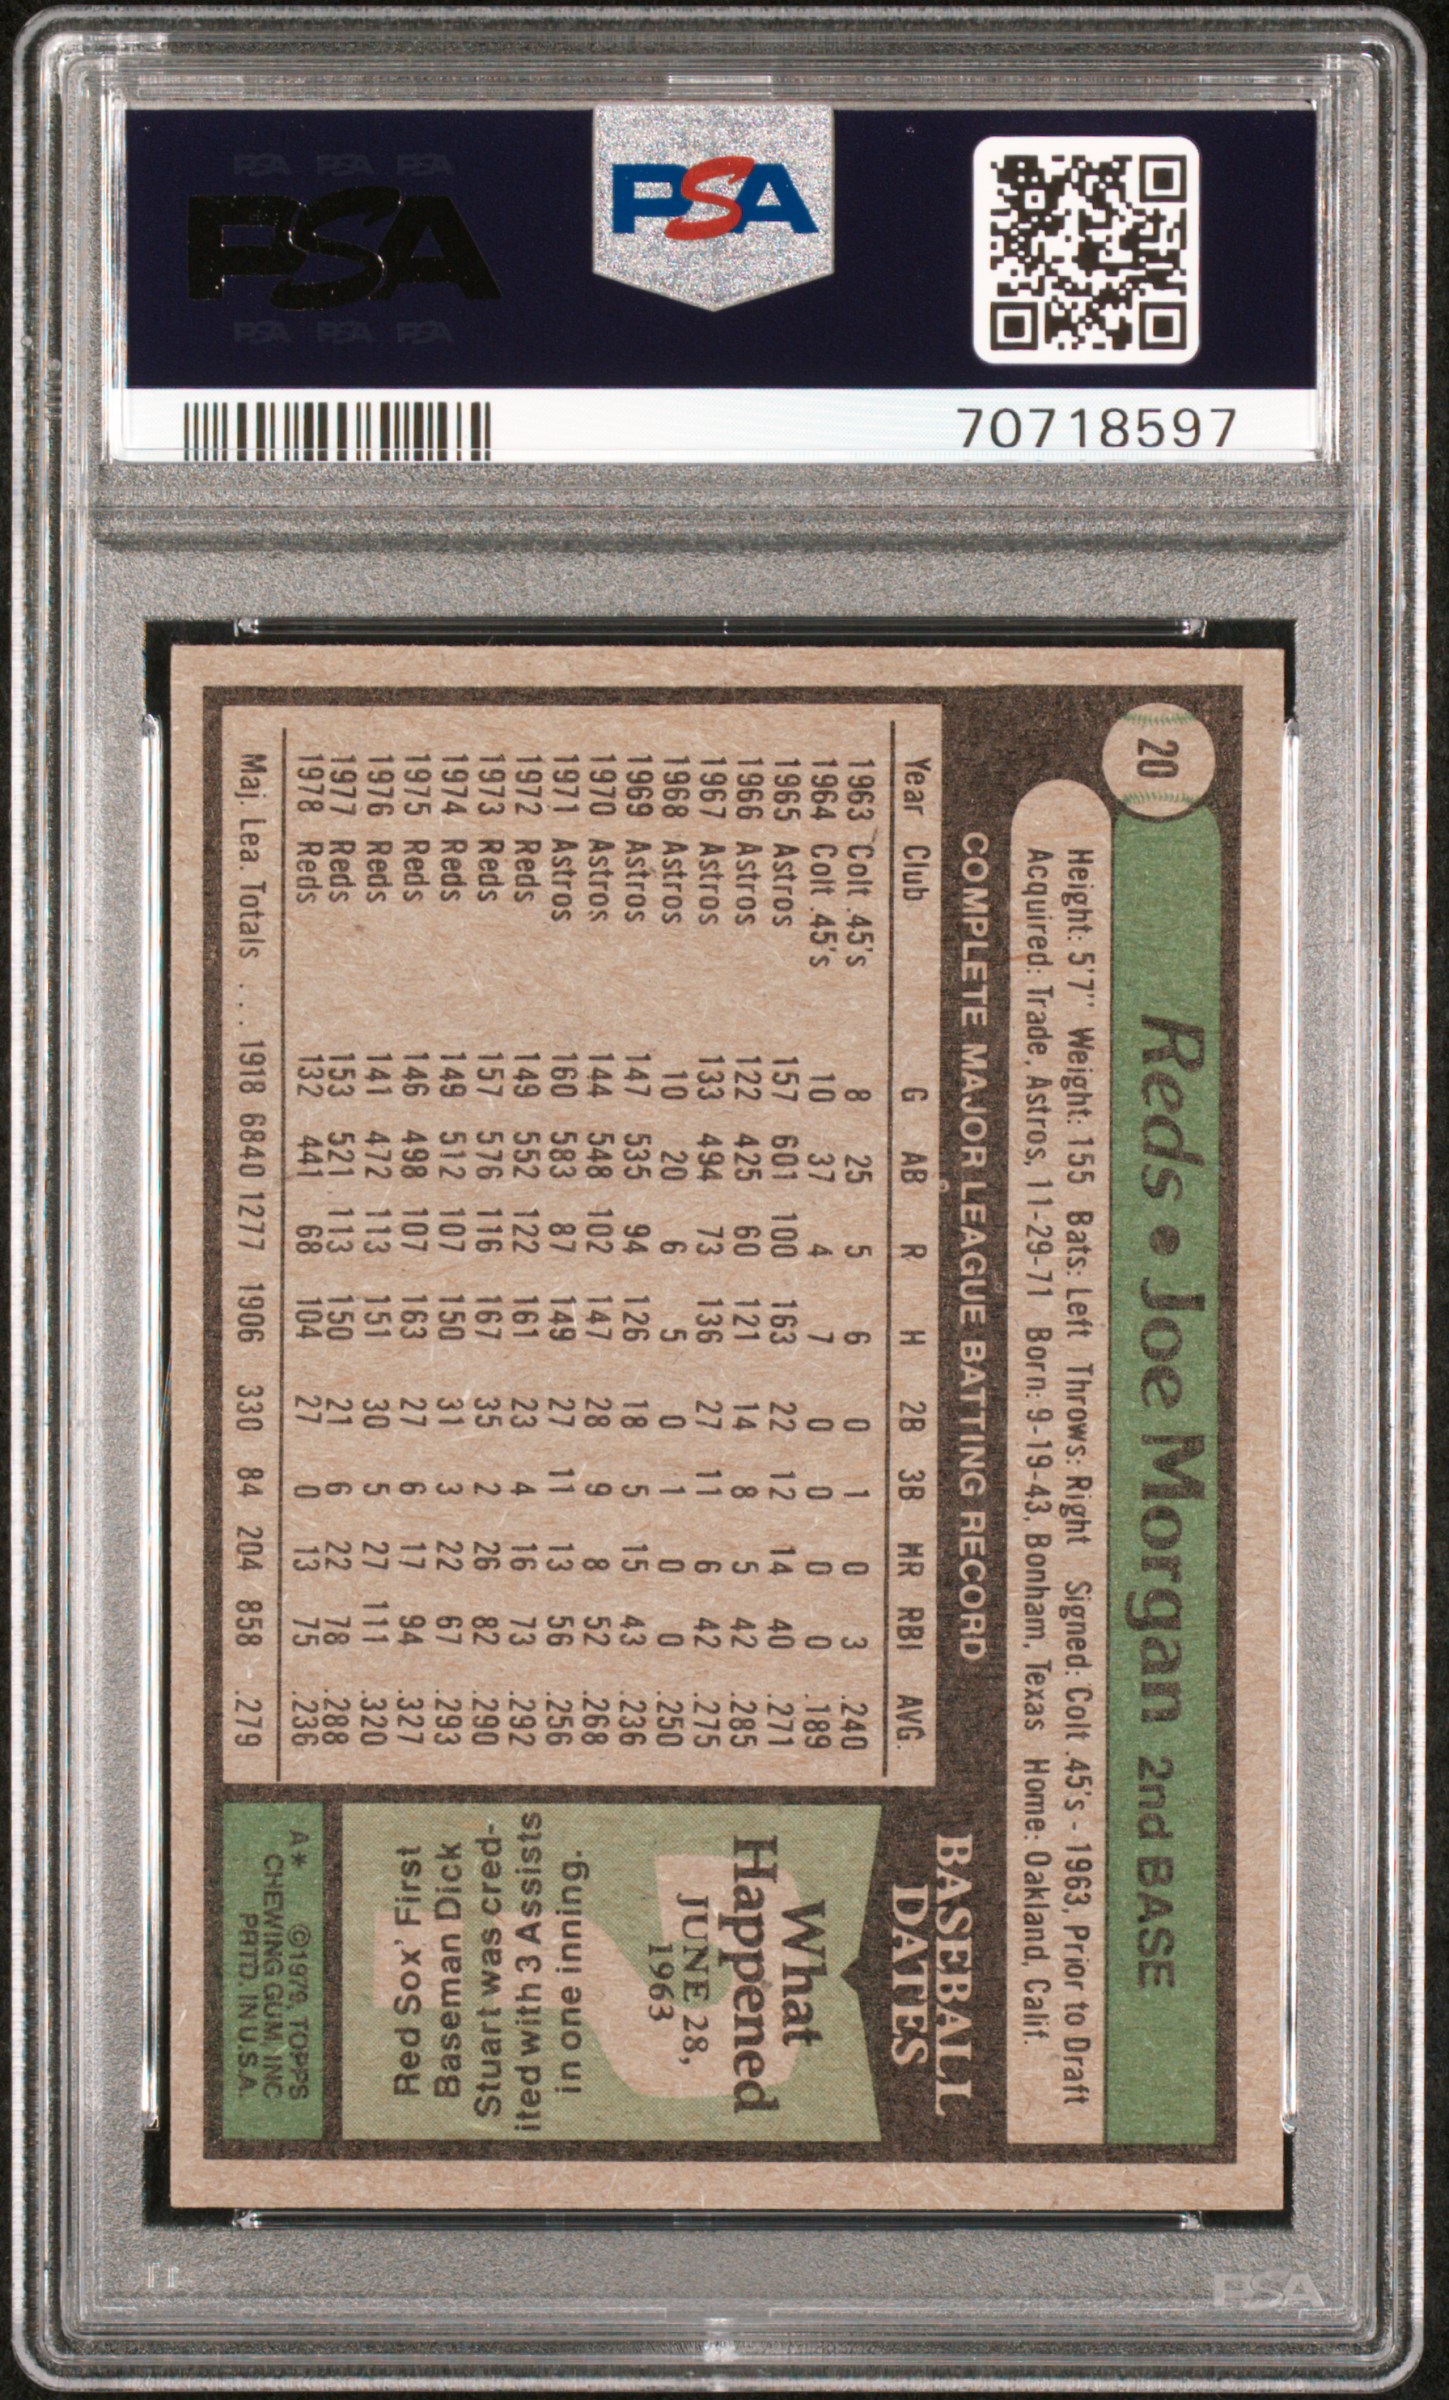 PSA PSA PSA
PSA
PSA PSA PSA
PSA
70718597
20
Reds • Joe Morgan 2nd BASE
Height: 5'7" Weight: 155 Bats: Left Throws: Right Signed: Colt .45's - 1963, Prior to Draft
Acquired: Trade, Astros, 11-29-71 Born: 9-19-43, Bonham, Texas Home: Oakland, Calif.
COMPLETE MAJOR LEAGUE BATTING RECORD
Year Club G AB R H 2B 3B HR RBI AVG.
1963 Colt .45's 8 25 5 6 0 1 0 3 .240
1964 Colt .45's 10 37 4 7 0 0 0 0 .189
1965 Astros 157 601 100 163 22 12 14 40 .271
1966 Astros 122 425 60 121 14 8 5 42 .285
1967 Astros 133 494 73 136 27 11 6 42 .275
1968 Astros 10 20 6 5 0 1 0 0 .250
1969 Astros 147 535 94 126 18 5 15 43 .236
1970 Astros 144 548 102 147 28 9 8 52 .268
1971 Astros 160 583 87 149 27 11 13 56 .256
1972 Reds 149 552 122 161 23 4 16 73 .292
1973 Reds 157 576 116 167 35 2 26 82 .290
1974 Reds 149 512 107 150 31 3 22 67 .293
1975 Reds 146 498 107 163 27 6 17 94 .327
1976 Reds 141 472 113 151 30 5 27 111 .320
1977 Reds 153 521 113 150 21 6 22 78 .288
1978 Reds 132 441 68 104 27 0 13 75 .236
Maj. Lea. Totals . . . 1918 6840 1277 1906 330 84 204 858 .279
BASEBALL
DATES
What
Happened
JUNE 28,
1963
Red Sox' First
Baseman Dick
Stuart was cred-
ited with 3 Assists
in one inning.
A* ©1979, TOPPS
CHEWING GUM, INC.
PRTD. IN U.S.A.
PSA